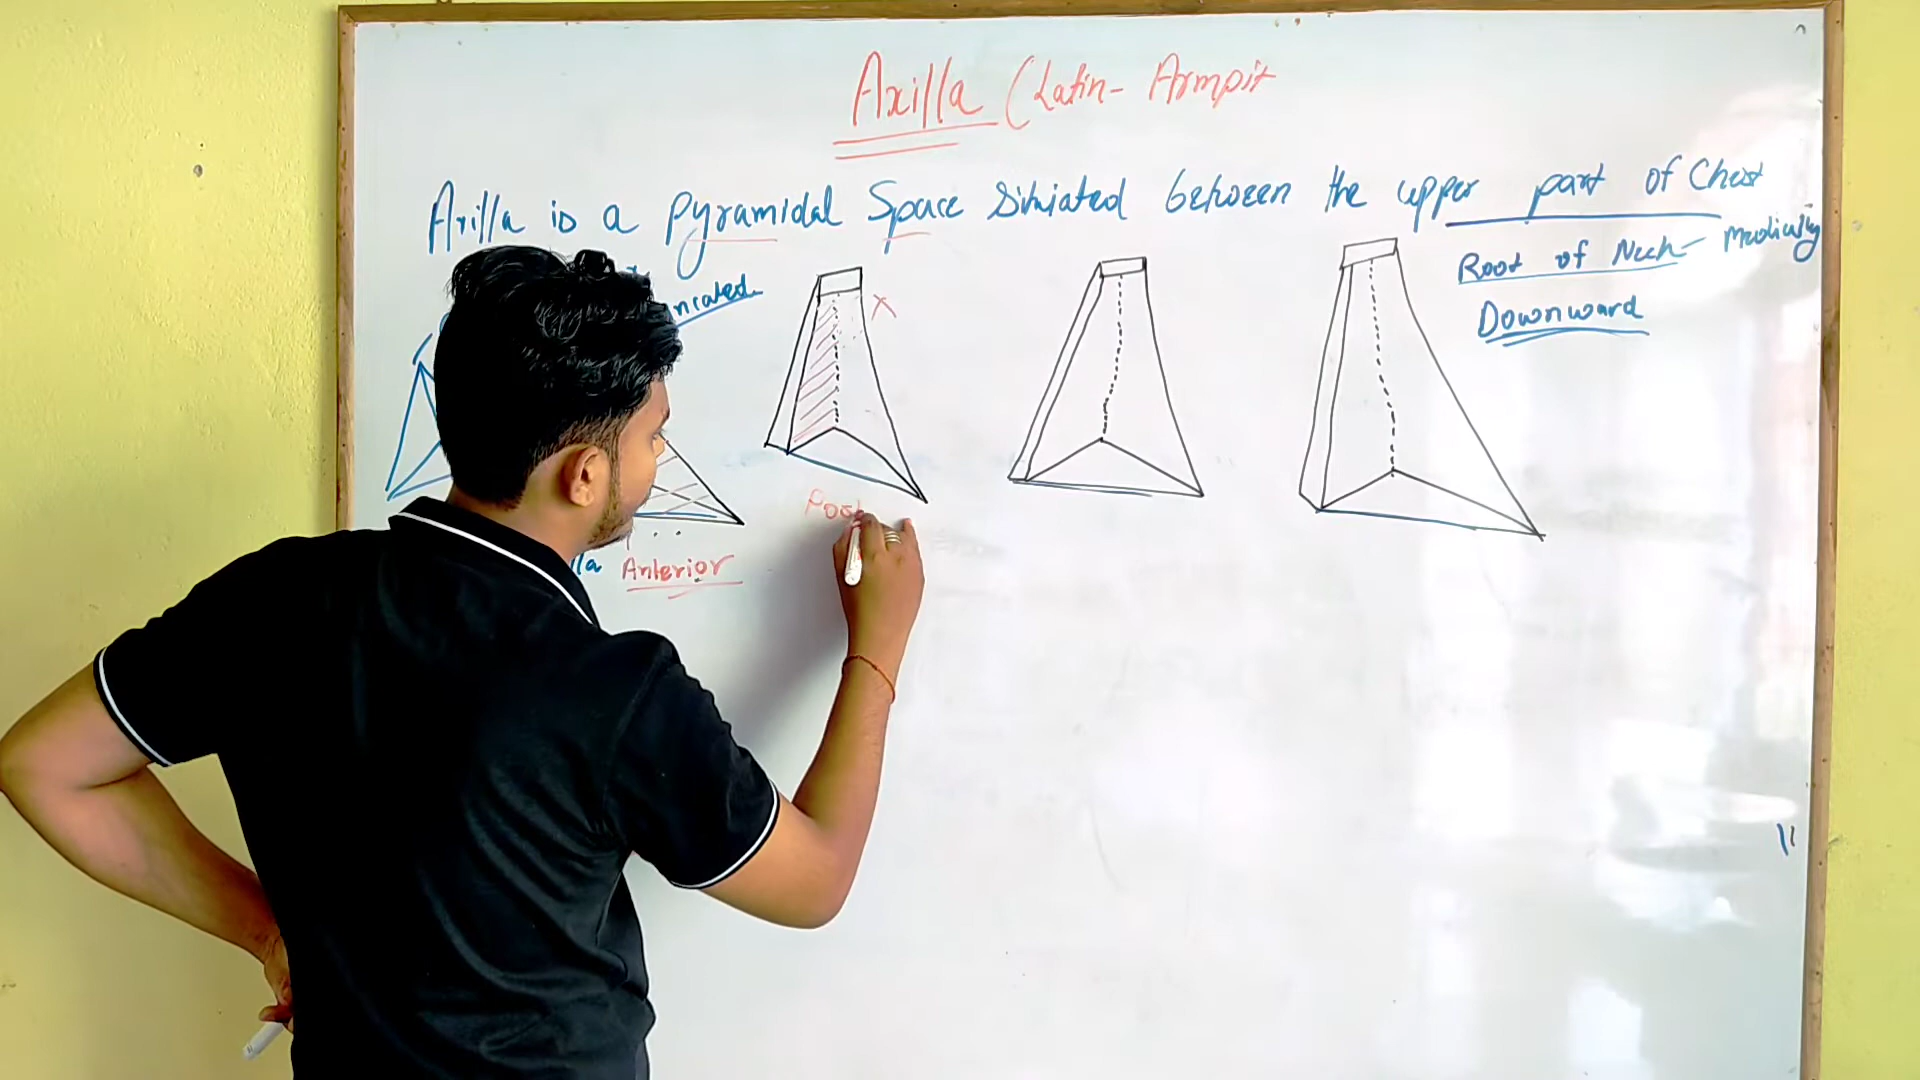 Axilla (Latin- Armpit
Axilla is a pyramidal Space Situated between the upper part of Chest
Root of Neck- Medially
Downward
Anterior
Post